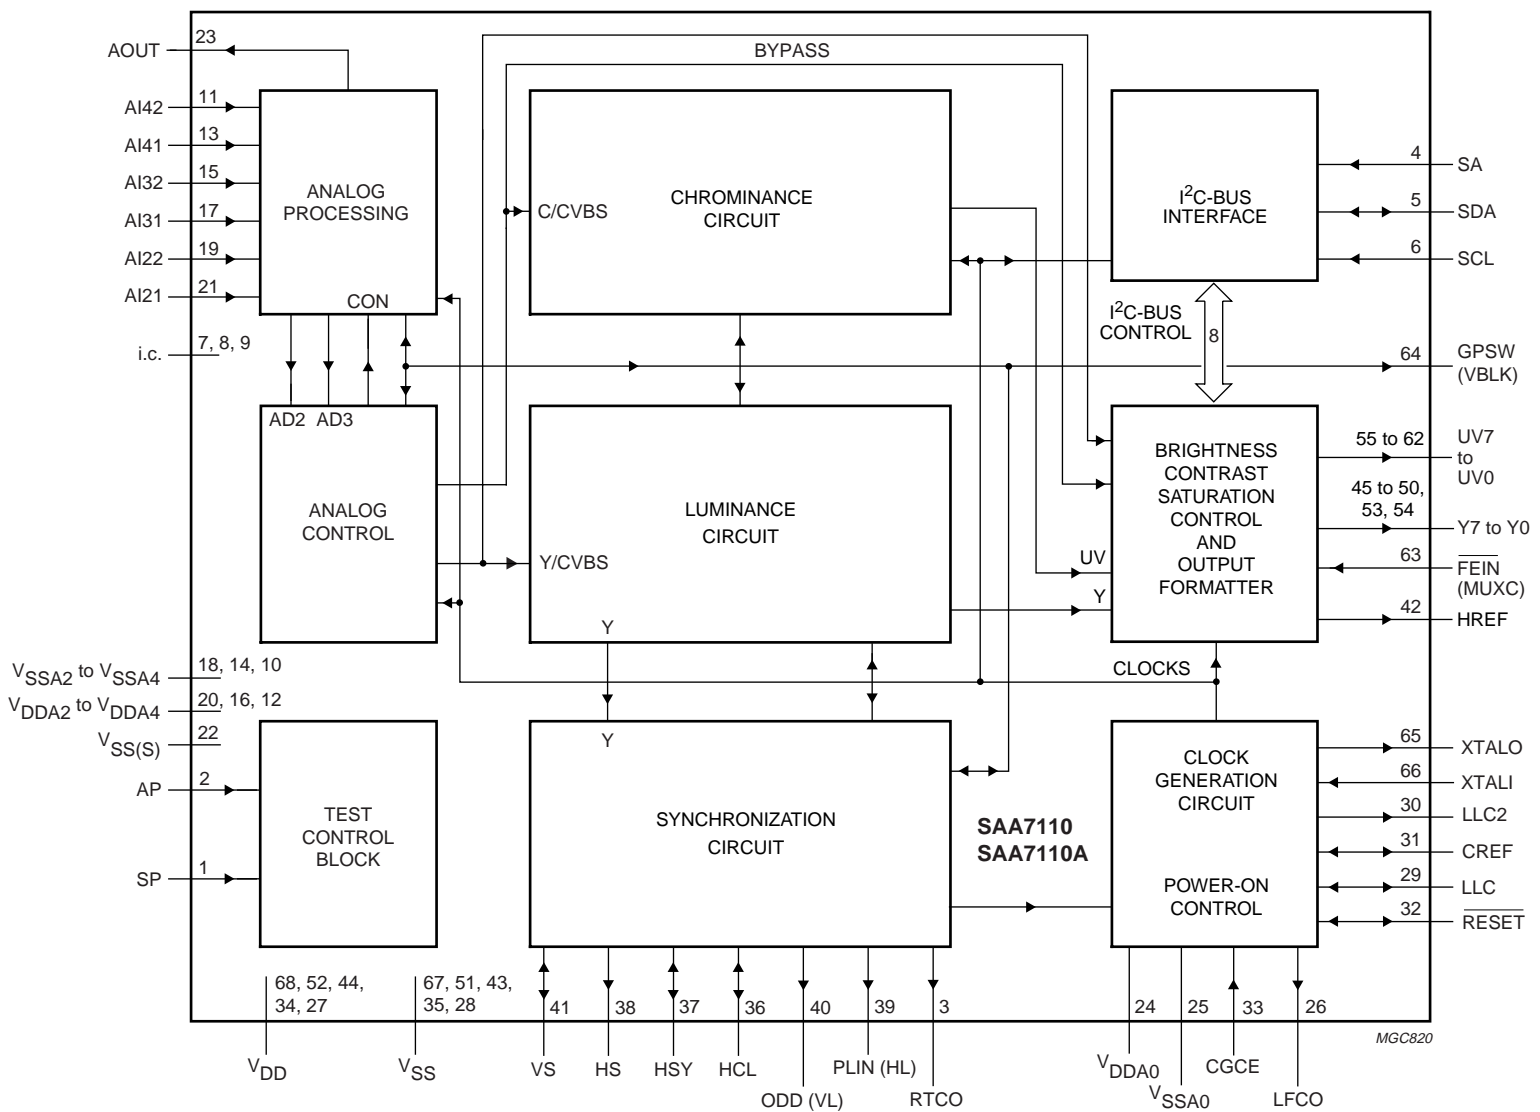 AOUT 23
BYPASS
AI42 11
AI41 13
AI32 15
AI31 17
AI22 19
AI21 21
i.c. 7, 8, 9
ANALOG
PROCESSING
CON
AD2 AD3
ANALOG
CONTROL
C/CVBS
CHROMINANCE
CIRCUIT
LUMINANCE
CIRCUIT
Y/CVBS
Y
Y
SYNCHRONIZATION
CIRCUIT
I2C-BUS
INTERFACE
I2C-BUS
CONTROL
8
4 SA
5 SDA
6 SCL
64 GPSW
(VBLK)
BRIGHTNESS
CONTRAST
SATURATION
CONTROL
AND
OUTPUT
FORMATTER
UV
Y
55 to 62 UV7
to
UV0
45 to 50,
53, 54 Y7 to Y0
63 FEIN
(MUXC)
42 HREF
CLOCKS
VSSA2 to VSSA4 18, 14, 10
VDDA2 to VDDA4 20, 16, 12
VSS(S) 22
AP 2
SP 1
TEST
CONTROL
BLOCK
SAA7110
SAA7110A
CLOCK
GENERATION
CIRCUIT
POWER-ON
CONTROL
65 XTALO
66 XTALI
30 LLC2
31 CREF
29 LLC
32 RESET
68, 52, 44,
34, 27
VDD
67, 51, 43,
35, 28
VSS
41 38 37 36 40 39 3
VS HS HSY HCL
ODD (VL) PLIN (HL) RTCO
24 25 33 26
VDDA0 VSSA0 CGCE LFCO
MGC820